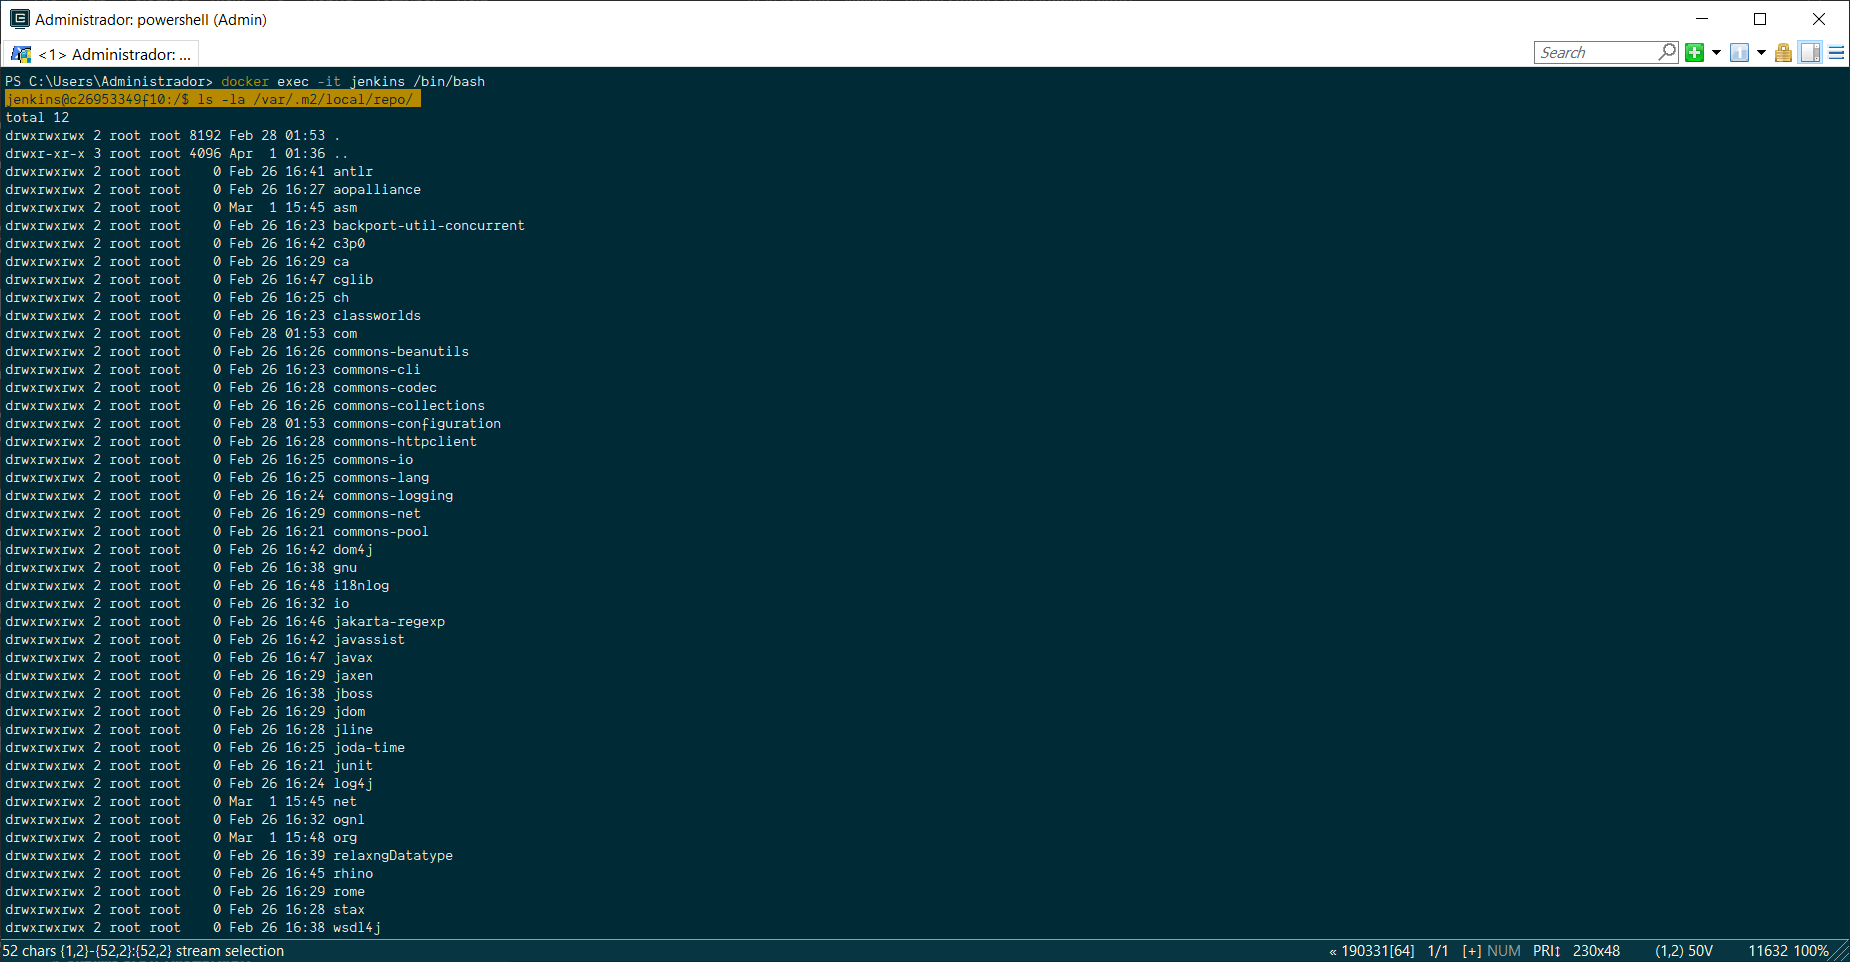 Administrador: powershell (Admin)
<1> Administrador: ...
Search
PS C:\Users\Administrador> docker exec -it jenkins /bin/bash
jenkins@c26953349f10:/$ ls -la /var/.m2/local/repo/
total 12
drwxrwxrwx 2 root root 8192 Feb 28 01:53 .
drwxr-xr-x 3 root root 4096 Apr  1 01:36 ..
drwxrwxrwx 2 root root    0 Feb 26 16:41 antlr
drwxrwxrwx 2 root root    0 Feb 26 16:27 aopalliance
drwxrwxrwx 2 root root    0 Mar  1 15:45 asm
drwxrwxrwx 2 root root    0 Feb 26 16:23 backport-util-concurrent
drwxrwxrwx 2 root root    0 Feb 26 16:42 c3p0
drwxrwxrwx 2 root root    0 Feb 26 16:29 ca
drwxrwxrwx 2 root root    0 Feb 26 16:47 cglib
drwxrwxrwx 2 root root    0 Feb 26 16:25 ch
drwxrwxrwx 2 root root    0 Feb 26 16:23 classworlds
drwxrwxrwx 2 root root    0 Feb 28 01:53 com
drwxrwxrwx 2 root root    0 Feb 26 16:26 commons-beanutils
drwxrwxrwx 2 root root    0 Feb 26 16:23 commons-cli
drwxrwxrwx 2 root root    0 Feb 26 16:28 commons-codec
drwxrwxrwx 2 root root    0 Feb 26 16:26 commons-collections
drwxrwxrwx 2 root root    0 Feb 28 01:53 commons-configuration
drwxrwxrwx 2 root root    0 Feb 26 16:28 commons-httpclient
drwxrwxrwx 2 root root    0 Feb 26 16:25 commons-io
drwxrwxrwx 2 root root    0 Feb 26 16:25 commons-lang
drwxrwxrwx 2 root root    0 Feb 26 16:24 commons-logging
drwxrwxrwx 2 root root    0 Feb 26 16:29 commons-net
drwxrwxrwx 2 root root    0 Feb 26 16:21 commons-pool
drwxrwxrwx 2 root root    0 Feb 26 16:42 dom4j
drwxrwxrwx 2 root root    0 Feb 26 16:38 gnu
drwxrwxrwx 2 root root    0 Feb 26 16:48 i18nlog
drwxrwxrwx 2 root root    0 Feb 26 16:32 io
drwxrwxrwx 2 root root    0 Feb 26 16:46 jakarta-regexp
drwxrwxrwx 2 root root    0 Feb 26 16:42 javassist
drwxrwxrwx 2 root root    0 Feb 26 16:47 javax
drwxrwxrwx 2 root root    0 Feb 26 16:29 jaxen
drwxrwxrwx 2 root root    0 Feb 26 16:38 jboss
drwxrwxrwx 2 root root    0 Feb 26 16:29 jdom
drwxrwxrwx 2 root root    0 Feb 26 16:28 jline
drwxrwxrwx 2 root root    0 Feb 26 16:25 joda-time
drwxrwxrwx 2 root root    0 Feb 26 16:21 junit
drwxrwxrwx 2 root root    0 Feb 26 16:24 log4j
drwxrwxrwx 2 root root    0 Mar  1 15:45 net
drwxrwxrwx 2 root root    0 Feb 26 16:32 ognl
drwxrwxrwx 2 root root    0 Mar  1 15:48 org
drwxrwxrwx 2 root root    0 Feb 26 16:39 relaxngDatatype
drwxrwxrwx 2 root root    0 Feb 26 16:45 rhino
drwxrwxrwx 2 root root    0 Feb 26 16:29 rome
drwxrwxrwx 2 root root    0 Feb 26 16:28 stax
drwxrwxrwx 2 root root    0 Feb 26 16:38 wsdl4j
52 chars {1,2}-{52,2}:{52,2} stream selection « 190331[64] 1/1 [+] NUM PRI↕ 230x48 (1,2) 50V 11632 100%